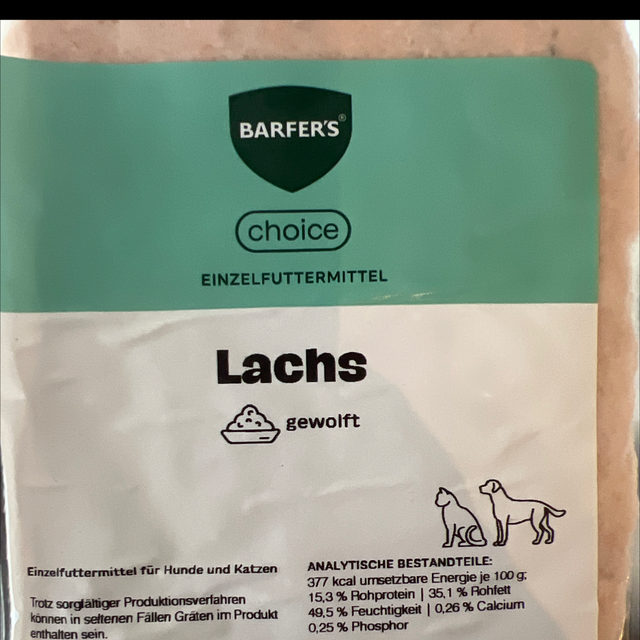 BARFER'S®
choice
EINZELFUTTERMITTEL
Lachs
gewolft
Einzelfuttermittel für Hunde und Katzen
Trotz sorgfältiger Produktionsverfahren
können in seltenen Fällen Gräten im Produkt
enthalten sein.
ANALYTISCHE BESTANDTEILE:
377 kcal umsetzbare Energie je 100 g;
15,3 % Rohprotein | 35,1 % Rohfett
49,5 % Feuchtigkeit | 0,26 % Calcium
0,25 % Phosphor